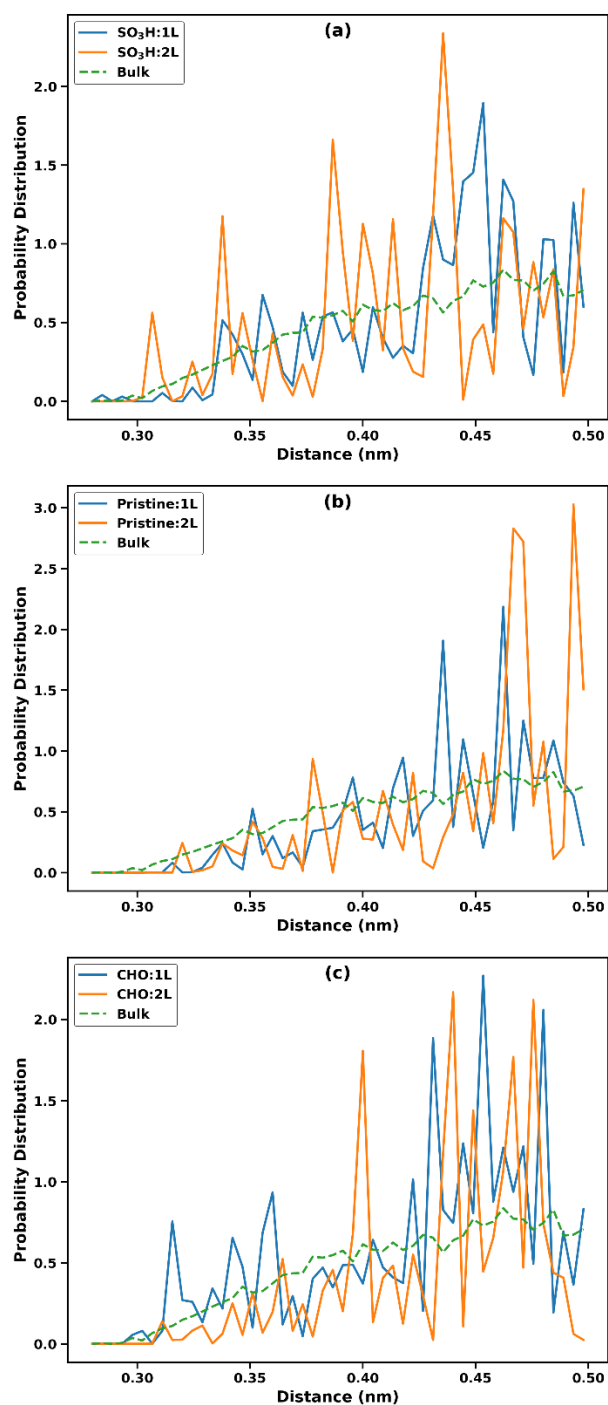 (a)
SO₃H:1L
SO₃H:2L
Bulk
Probability Distribution
2.0
1.5
1.0
0.5
0.0
0.30 0.35 0.40 0.45 0.50
Distance (nm)
(b)
Pristine:1L
Pristine:2L
Bulk
Probability Distribution
3.0
2.5
2.0
1.5
1.0
0.5
0.0
0.30 0.35 0.40 0.45 0.50
Distance (nm)
(c)
CHO:1L
CHO:2L
Bulk
Probability Distribution
2.0
1.5
1.0
0.5
0.0
0.30 0.35 0.40 0.45 0.50
Distance (nm)